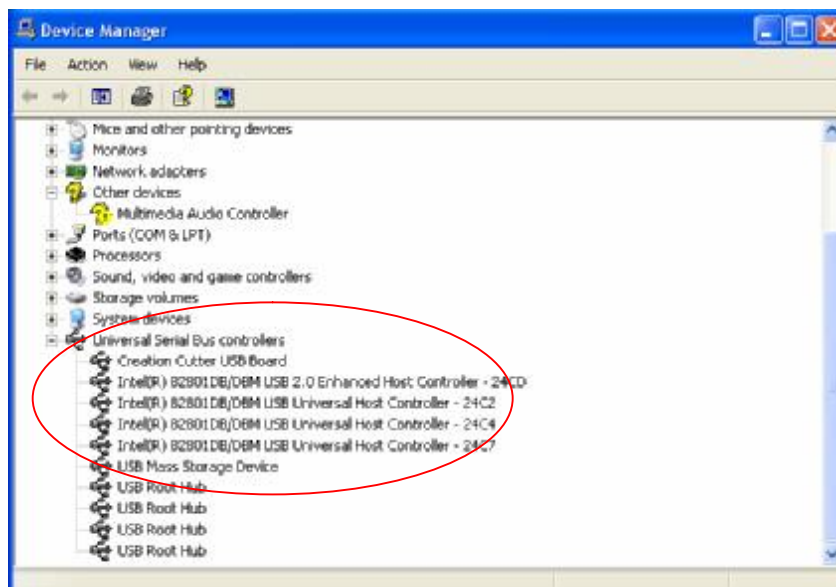 Device Manager
File Action View Help
Mice and other pointing devices
Monitors
Network adapters
Other devices
Multimedia Audio Controller
Ports (COM & LPT)
Processors
Sound, video and game controllers
Storage volumes
System devices
Universal Serial Bus controllers
Creation Cutter USB Board
Intel(R) 82801DB/DBM USB 2.0 Enhanced Host Controller - 24CD
Intel(R) 82801DB/DBM USB Universal Host Controller - 24C2
Intel(R) 82801DB/DBM USB Universal Host Controller - 24C4
Intel(R) 82801DB/DBM USB Universal Host Controller - 24C7
USB Mass Storage Device
USB Root Hub
USB Root Hub
USB Root Hub
USB Root Hub